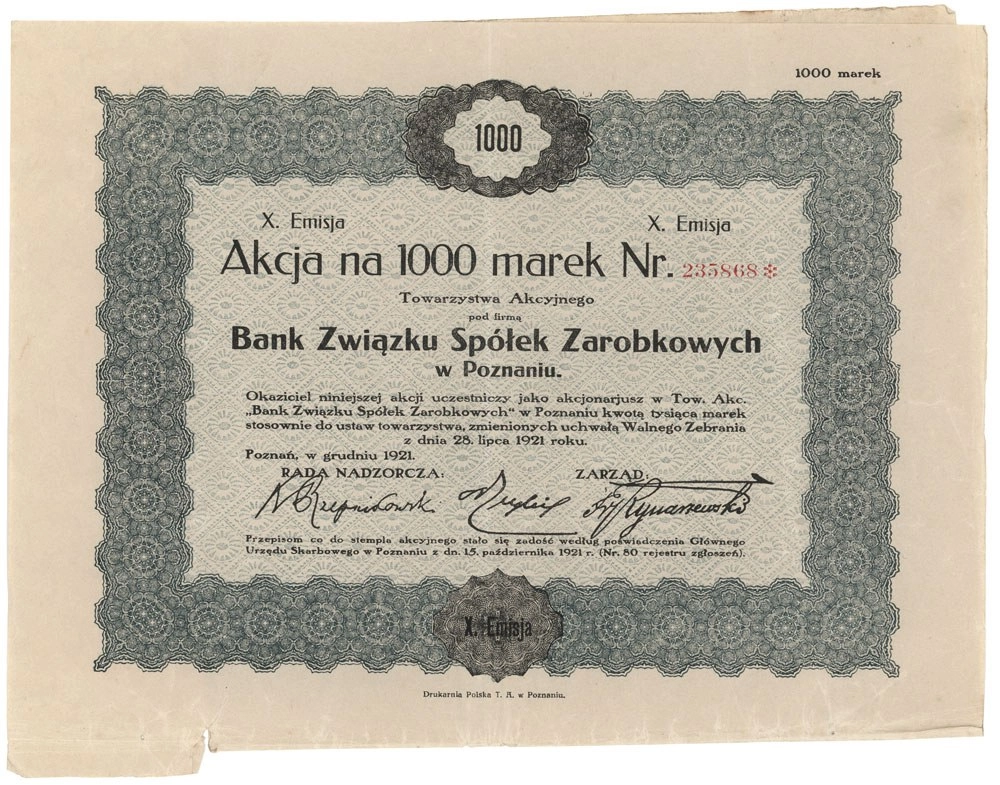 1000 marek
1000
X. Emisja X. Emisja
Akcja na 1000 marek Nr. 235868*
Towarzystwa Akcyjnego
pod firmą
Bank Związku Spółek Zarobkowych
w Poznaniu.
Okaziciel niniejszej akcji uczestniczy jako akcjonarjusz w Tow. Akc.
„Bank Związku Spółek Zarobkowych“ w Poznaniu kwotą tysiąca marek
stosownie do ustaw towarzystwa, zmienionych uchwałą Walnego Zebrania
z dnia 28. lipca 1921 roku.
Poznań, w grudniu 1921.
RADA NADZORCZA: ZARZĄD:
Przepisom co do stempla akcyjnego stało się zadość według poświadczenia Głównego
Urzędu Skarbowego w Poznaniu z dn. 15. października 1921 r. (Nr. 80 rejestru zgłoszeń).
X. Emisja
Drukarnia Polska T. A. w Poznaniu.